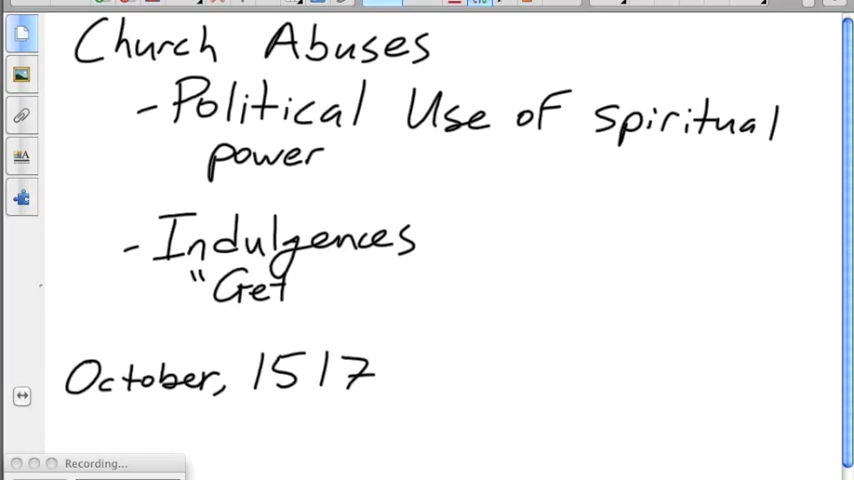 Church Abuses
- Political Use of Spiritual
power
- Indulgences
"Get
October, 1517
Recording...